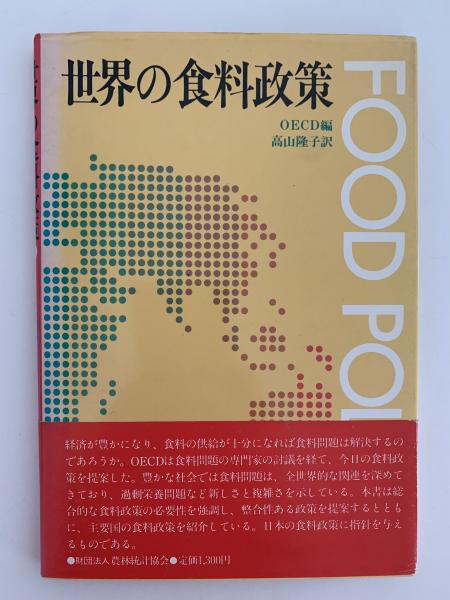 世界の食料政策
OECD編
高山隆子訳
FOOD POL
経済が豊かになり、食料の供給が十分になれば食料問題は解決するの
であろうか。OECDは食料問題の専門家の討議を経て、今日の食料政
策を提案した。豊かな社会では食料問題は、全世界的な関連を深めて
きており、過剰栄養問題など新しさと複雑さを示している。本書は総
合的な食料政策の必要性を強調し、整合性ある政策を提案するととも
に、主要国の食料政策を紹介している。日本の食料政策に指針を与え
るものである。
●財団法人農林統計協会●定価1,300円